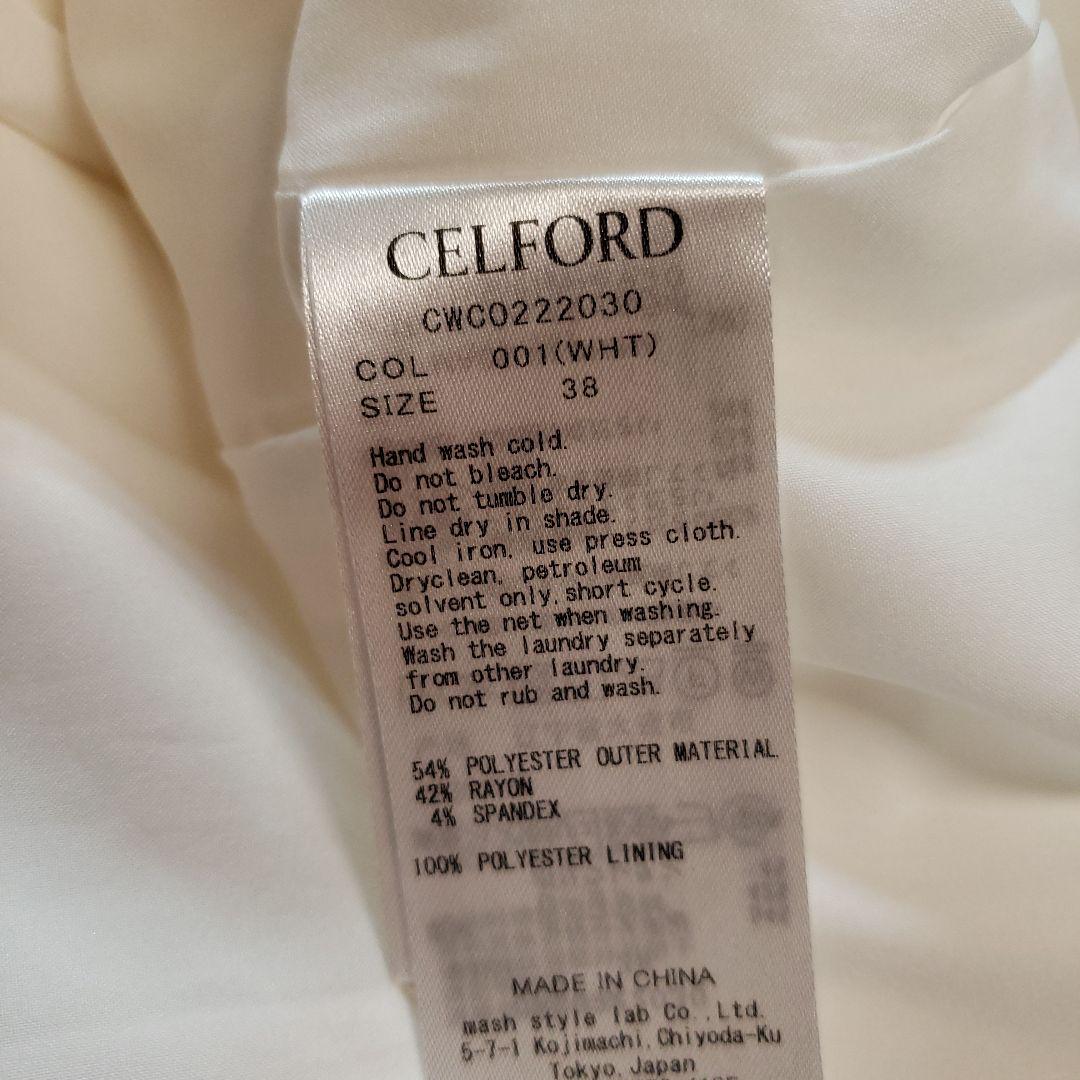 CELFORD
CWCO222030
COL 001(WHT)
SIZE 38
Hand wash cold.
Do not bleach.
Do not tumble dry.
Line dry in shade.
Cool iron, use press cloth.
Dryclean, petroleum
solvent only,short cycle.
Use the net when washing.
Wash the laundry separately
from other laundry.
Do not rub and wash.
54% POLYESTER OUTER MATERIAL
42% RAYON
4% SPANDEX
100% POLYESTER LINING
MADE IN CHINA
mash style lab Co.,Ltd.
5-7-1 Kojimachi,Chiyoda-Ku
Tokyo,Japan